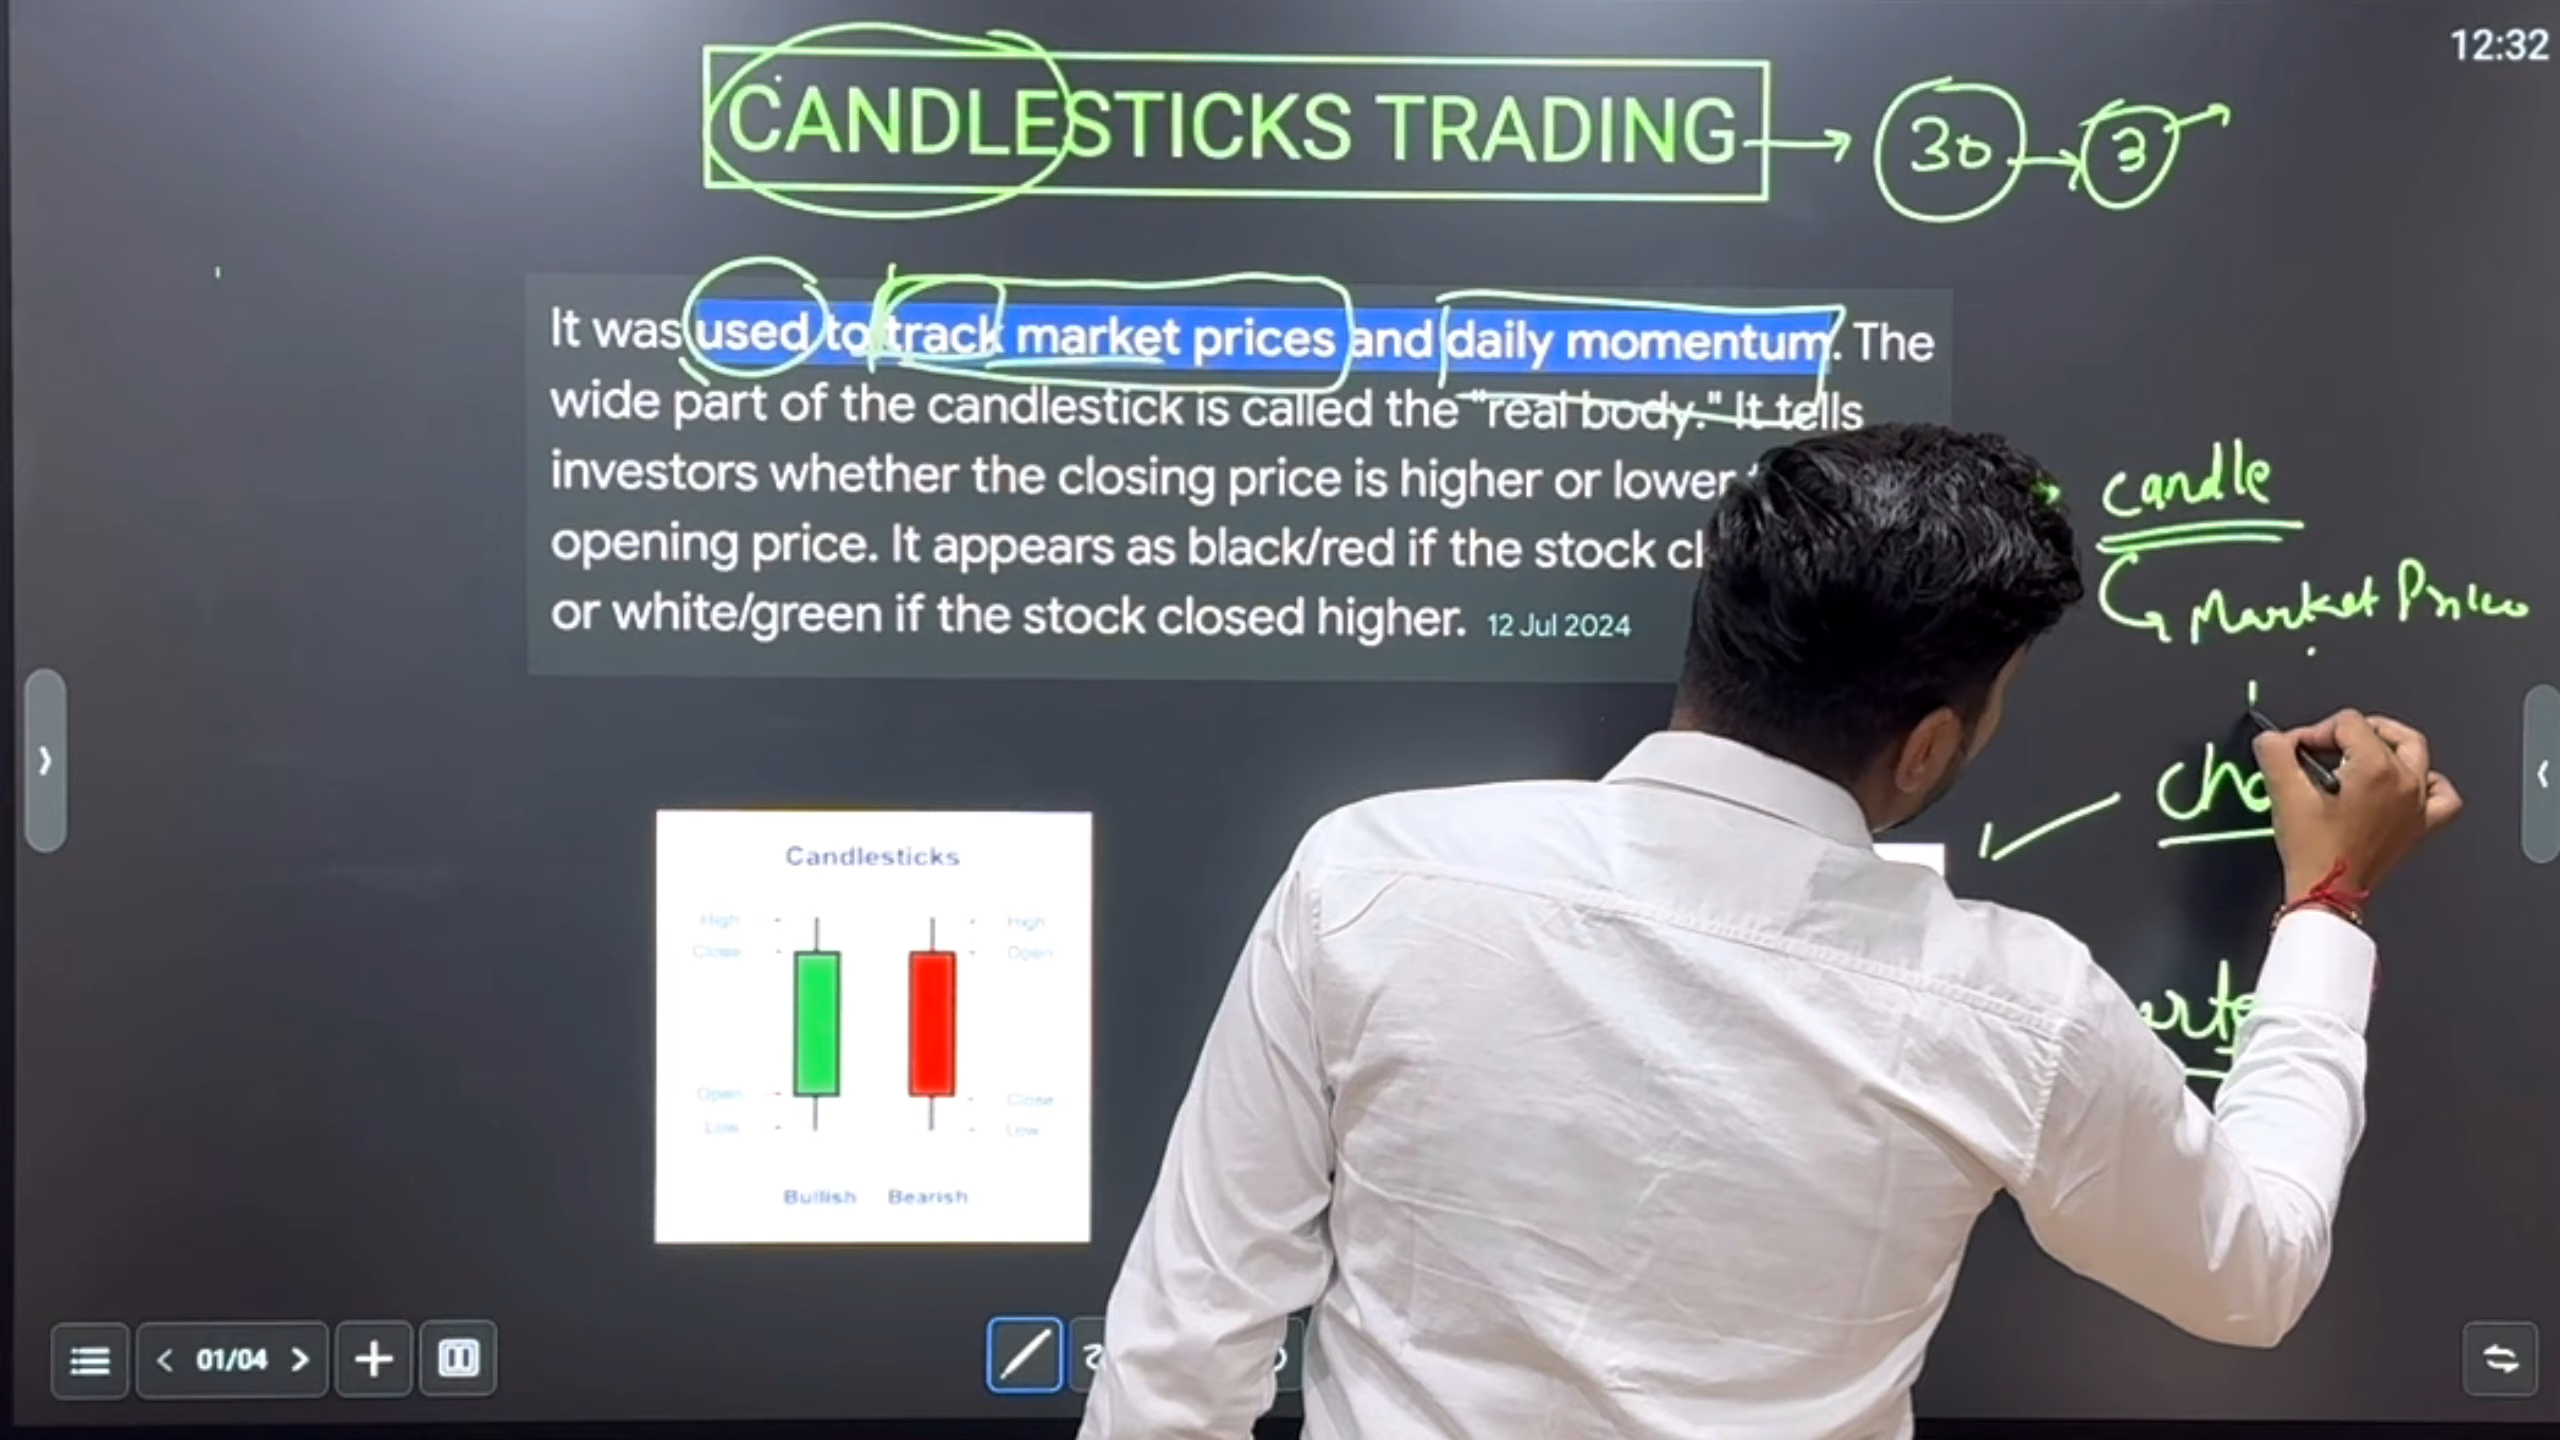 12:32
CANDLESTICKS TRADING
30
3
It was used to track market prices and daily momentum. The
wide part of the candlestick is called the "real body." It tells
investors whether the closing price is higher or lower
opening price. It appears as black/red if the stock cl
or white/green if the stock closed higher. 12 Jul 2024
candle
Market Prices
Cha
arte
Candlesticks
High High
Close Open
Open Close
Low Low
Bullish Bearish
01/04